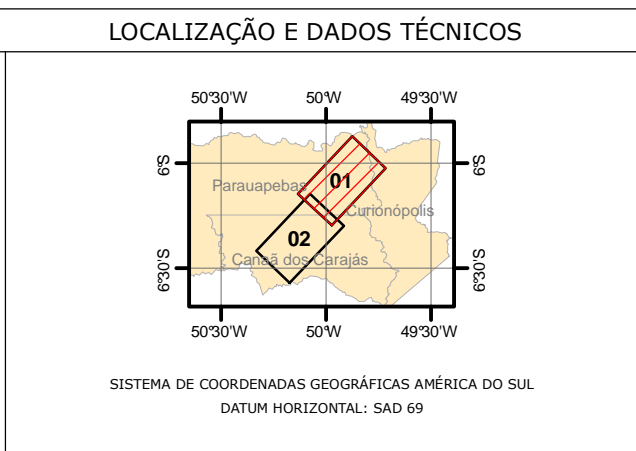 LOCALIZAÇÃO E DADOS TÉCNICOS
50°30'W 50°W 49°30'W
6°S 6°S
01
Parauapebas
Curionópolis
02
Canaã dos Carajás
6°30'S 6°30'S
50°30'W 50°W 49°30'W
SISTEMA DE COORDENADAS GEOGRÁFICAS AMÉRICA DO SUL
DATUM HORIZONTAL: SAD 69